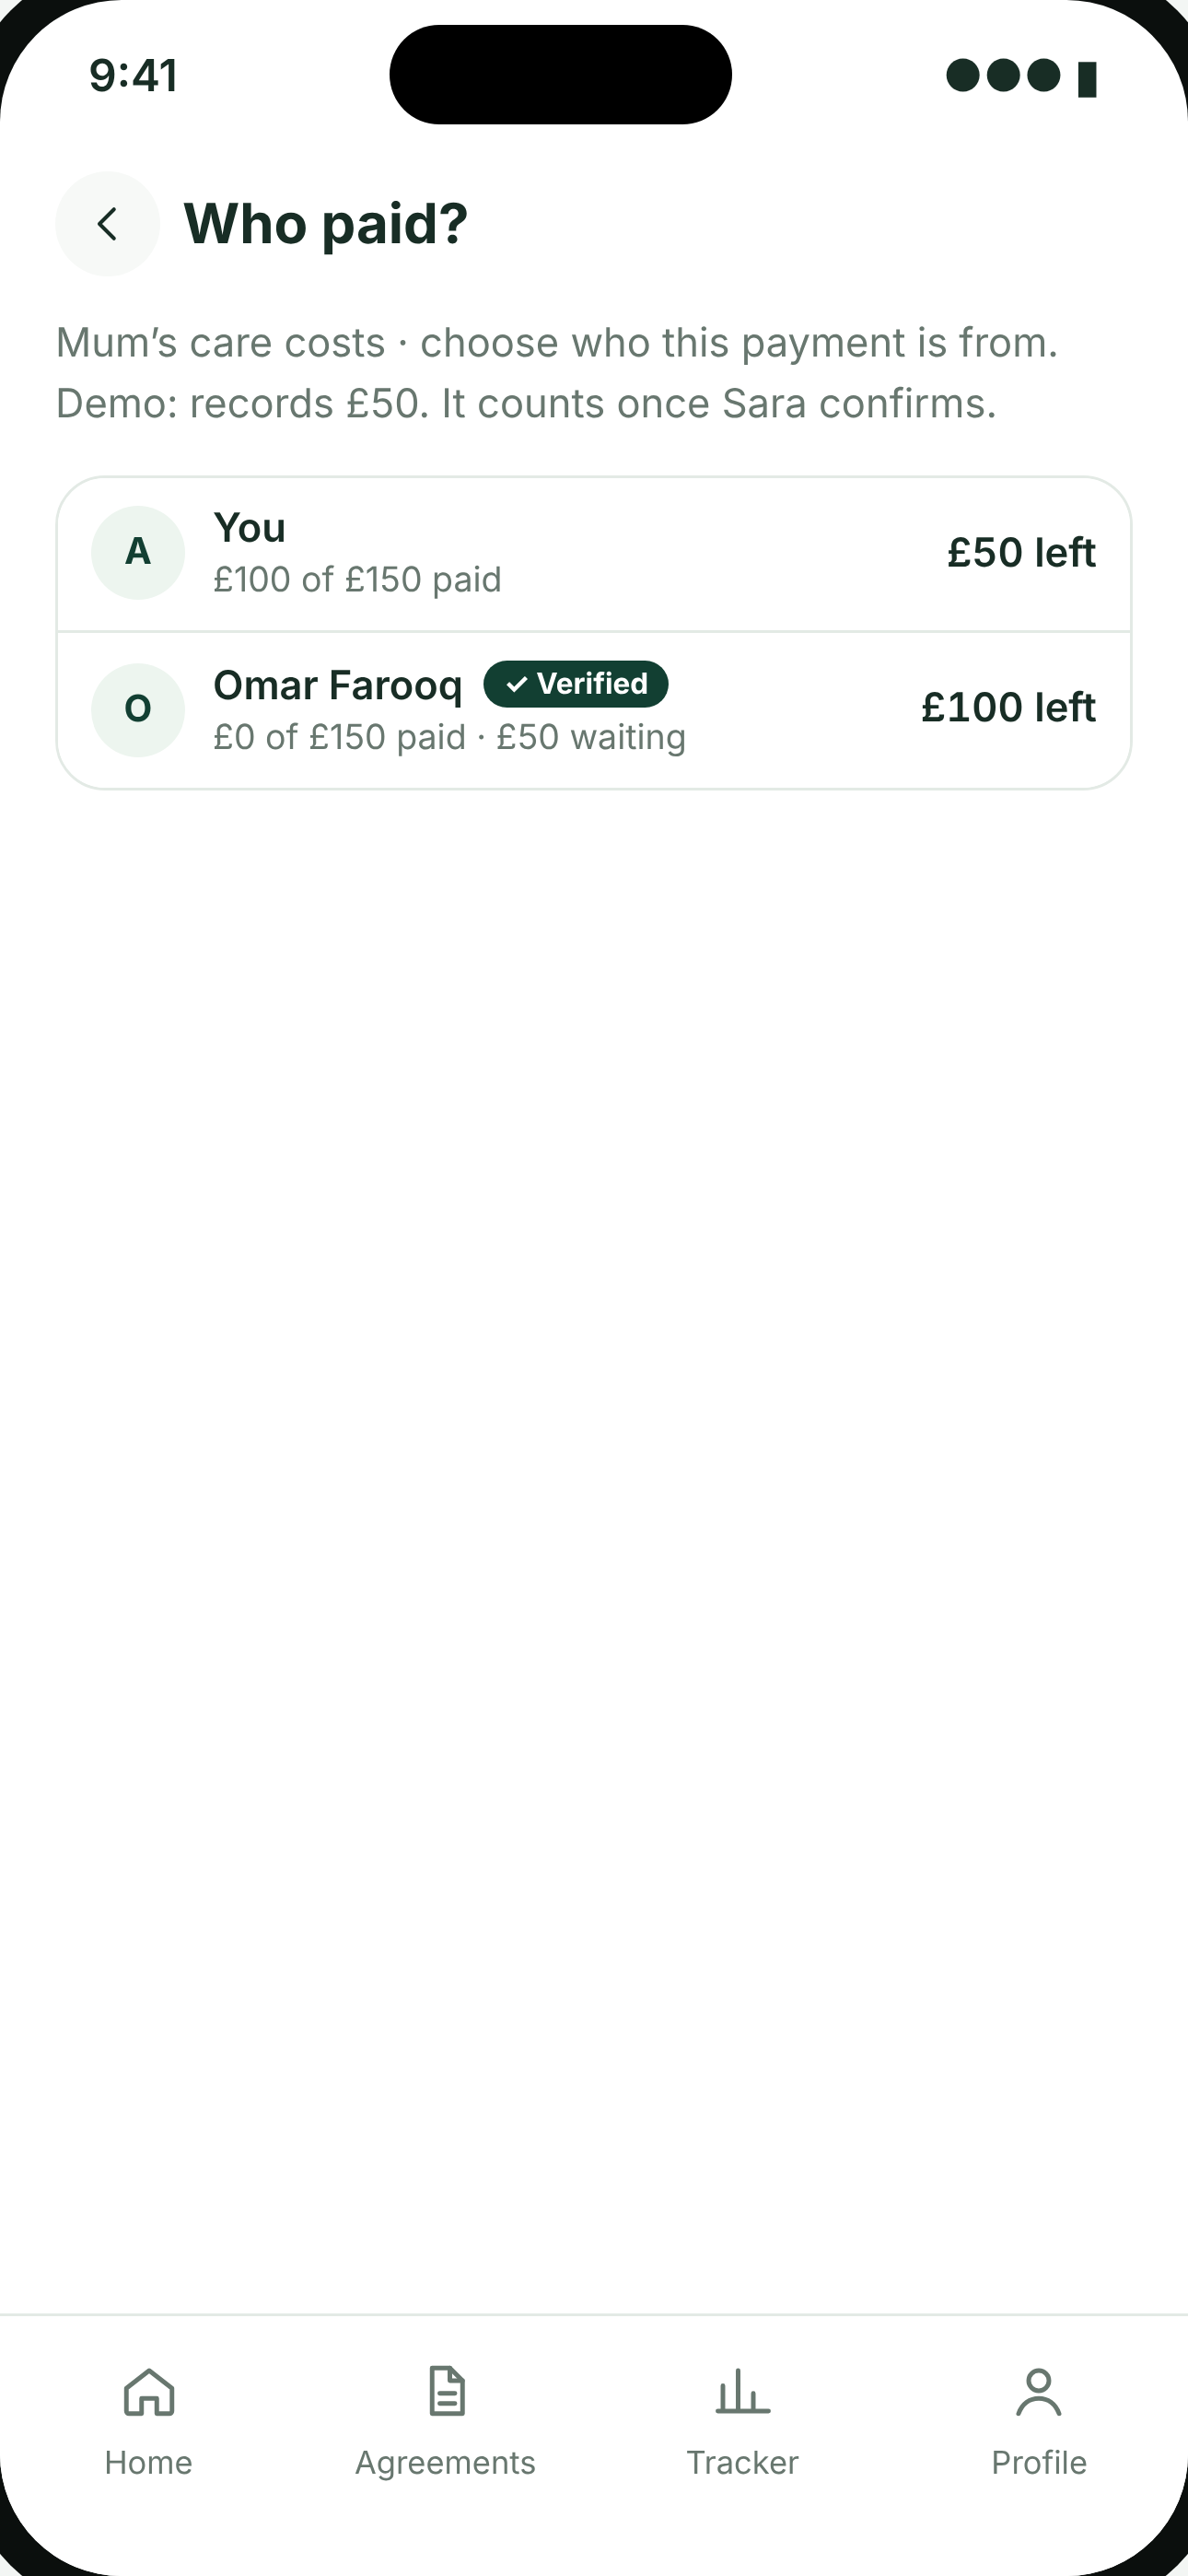 9:41
Who paid?
Mum’s care costs · choose who this payment is from.
Demo: records £50. It counts once Sara confirms.
A
You
£100 of £150 paid
£50 left
O
Omar Farooq
✓ Verified
£0 of £150 paid · £50 waiting
£100 left
Home
Agreements
Tracker
Profile